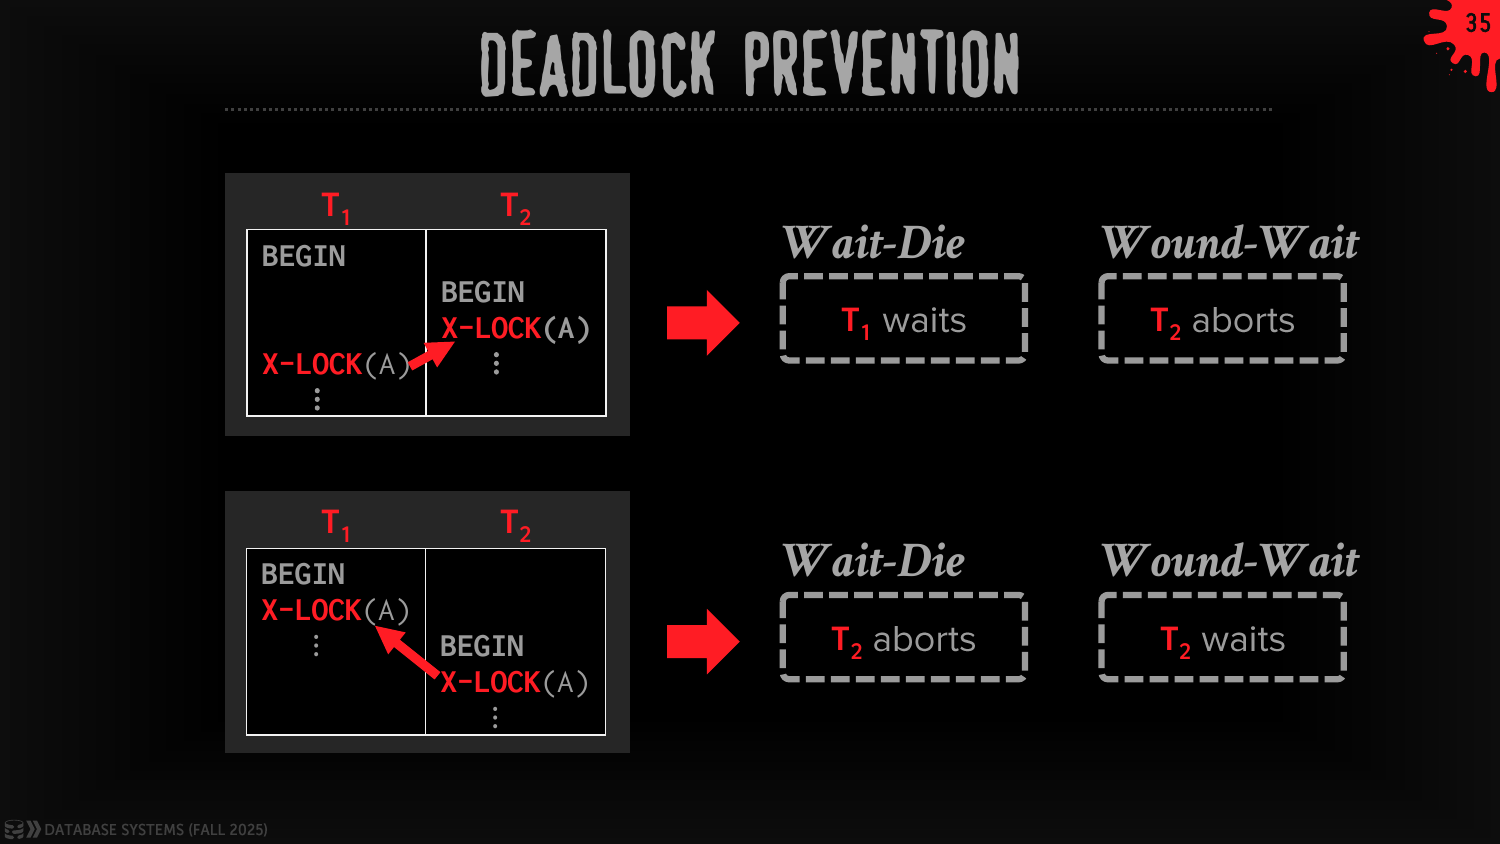 35
DEADLOCK PREVENTION
T1 T2
BEGIN
BEGIN
X-LOCK(A)
X-LOCK(A) ⋮
⋮
Wait-Die
T1 waits
Wound-Wait
T2 aborts
T1 T2
BEGIN
X-LOCK(A)
⋮ BEGIN
X-LOCK(A)
⋮
Wait-Die
T2 aborts
Wound-Wait
T2 waits
DATABASE SYSTEMS (FALL 2025)